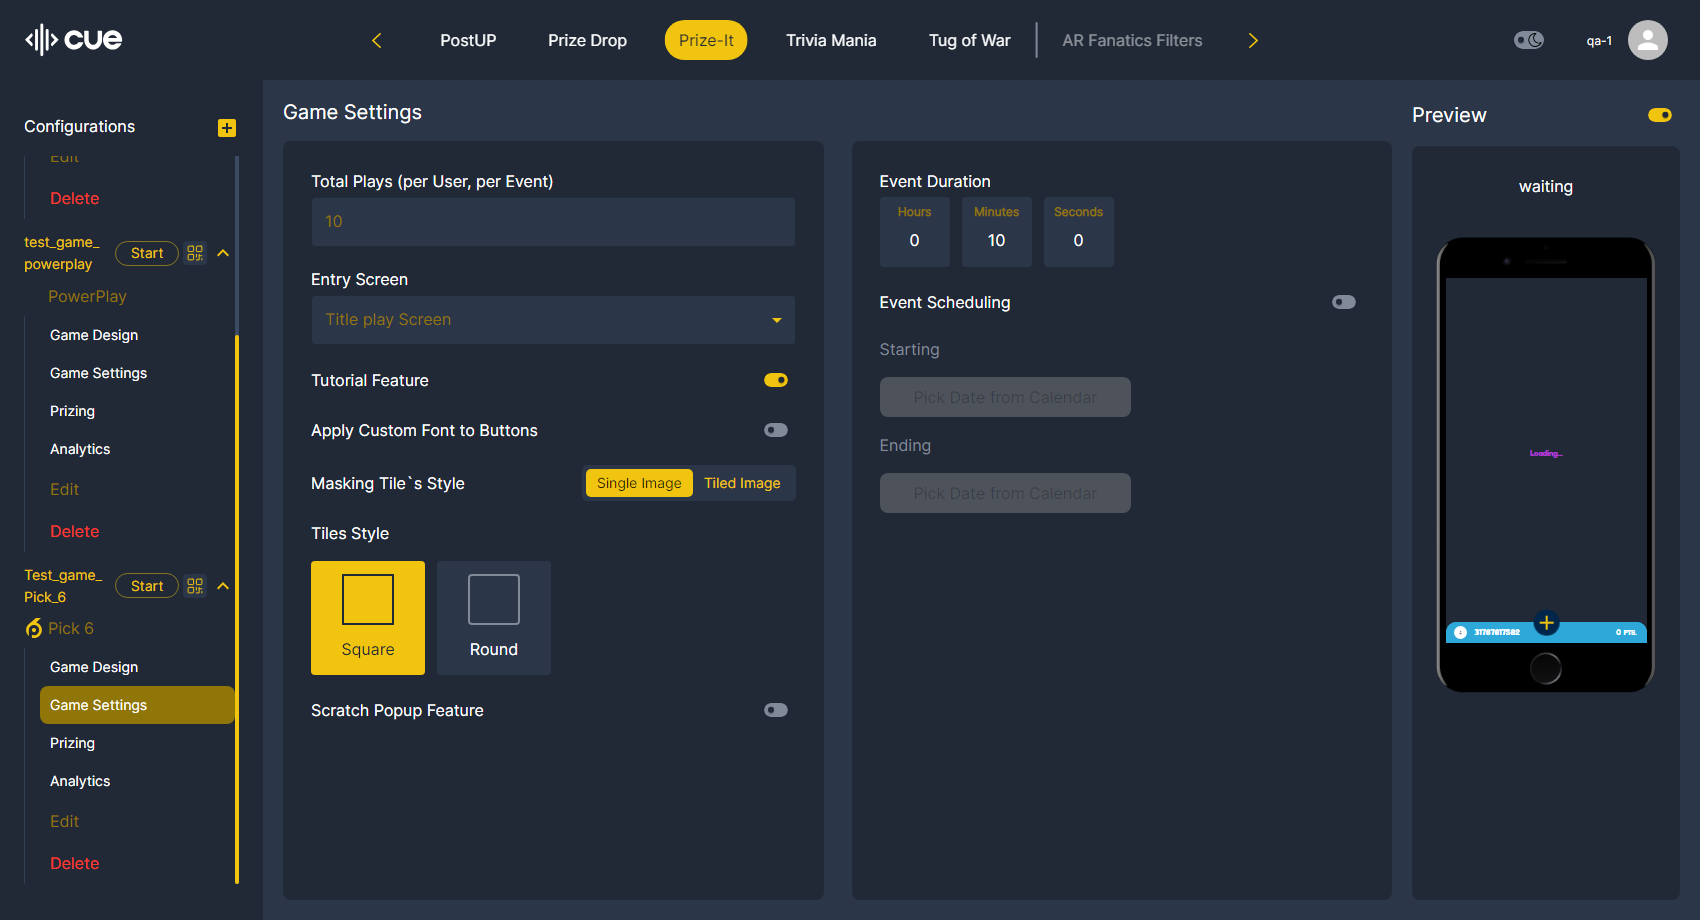 cue
PostUP
Prize Drop
Prize-It
Trivia Mania
Tug of War
AR Fanatics Filters
qa-1
Configurations
Edit
Delete
test_game_
powerplay
Start
PowerPlay
Game Design
Game Settings
Prizing
Analytics
Edit
Delete
Test_game_
Pick_6
Start
Pick 6
Game Design
Game Settings
Prizing
Analytics
Edit
Delete
Game Settings
Total Plays (per User, per Event)
10
Entry Screen
Title play Screen
Tutorial Feature
Apply Custom Font to Buttons
Masking Tile`s Style
Single Image
Tiled Image
Tiles Style
Square
Round
Scratch Popup Feature
Event Duration
Hours
0
Minutes
10
Seconds
0
Event Scheduling
Starting
Pick Date from Calendar
Ending
Pick Date from Calendar
Preview
waiting
Loading...
31767617582
0 PTS.